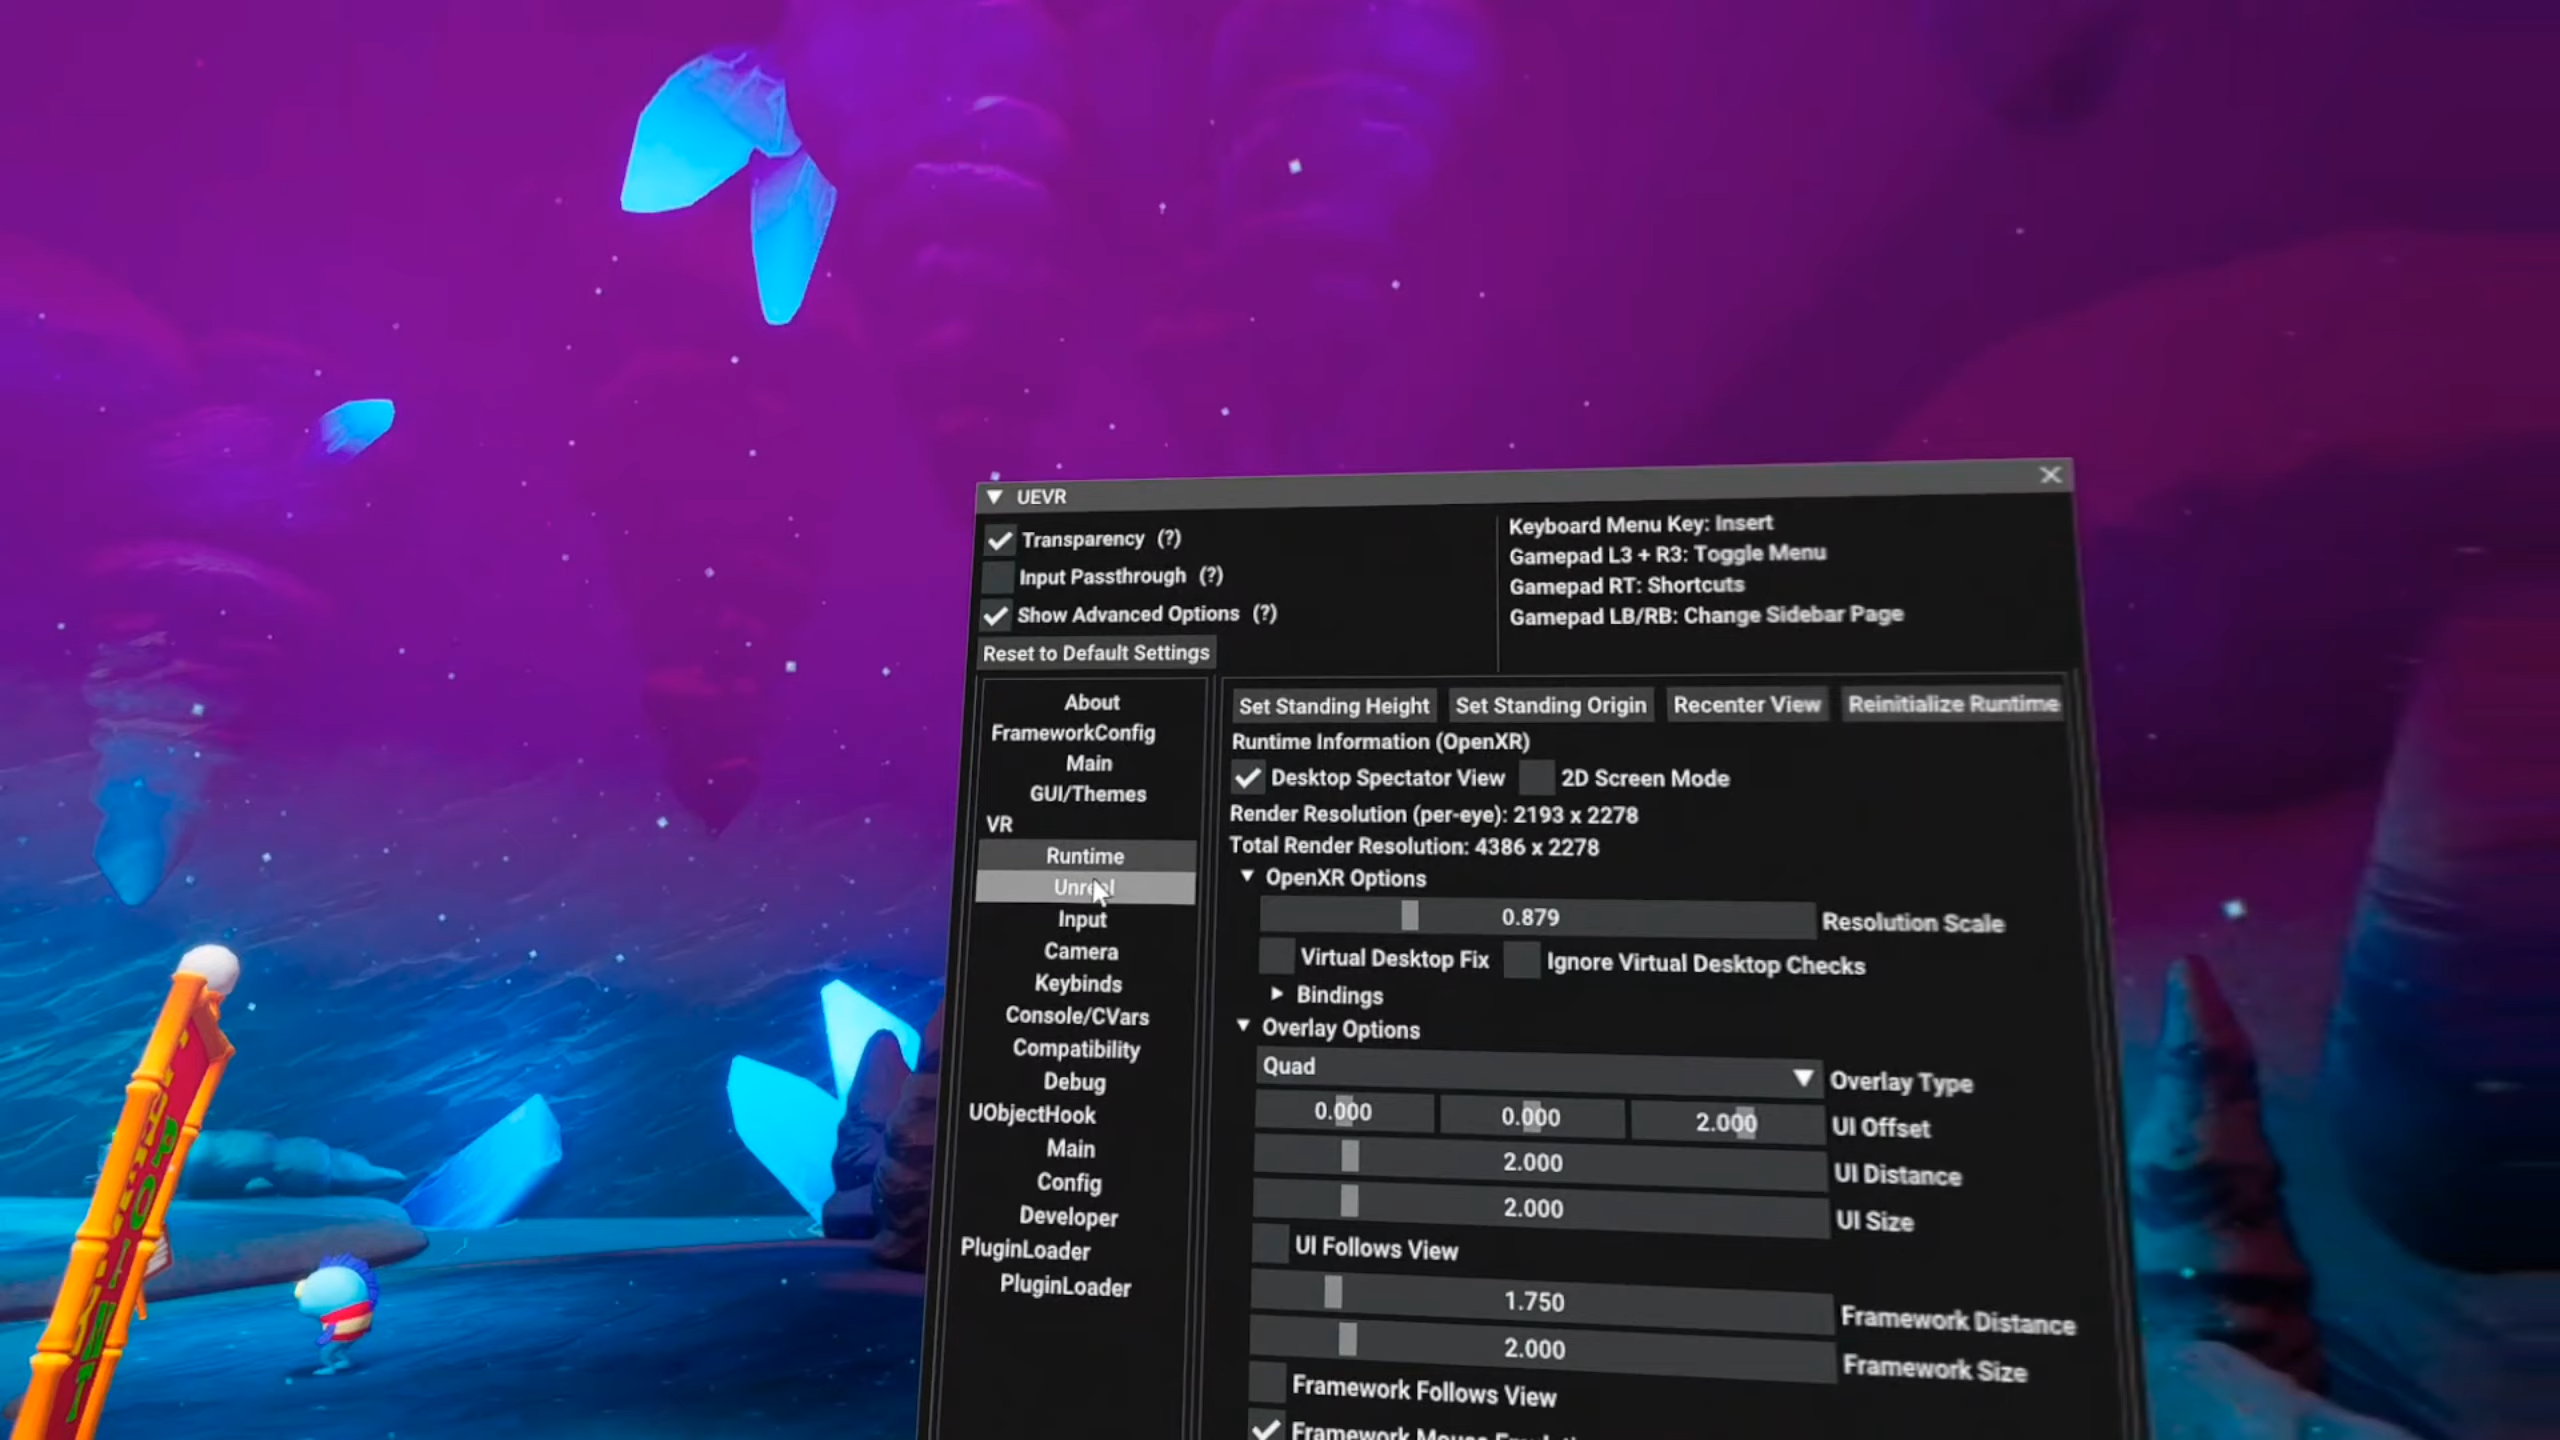 UEVR
Transparency (?)
Input Passthrough (?)
Show Advanced Options (?)
Reset to Default Settings
Keyboard Menu Key: Insert
Gamepad L3 + R3: Toggle Menu
Gamepad RT: Shortcuts
Gamepad LB/RB: Change Sidebar Page
About
FrameworkConfig
Main
GUI/Themes
VR
Runtime
Unreal
Input
Camera
Keybinds
Console/CVars
Compatibility
Debug
UObjectHook
Main
Config
Developer
PluginLoader
PluginLoader
Set Standing Height Set Standing Origin Recenter View Reinitialize Runtime
Runtime Information (OpenXR)
Desktop Spectator View 2D Screen Mode
Render Resolution (per-eye): 2193 x 2278
Total Render Resolution: 4386 x 2278
OpenXR Options
0.879 Resolution Scale
Virtual Desktop Fix Ignore Virtual Desktop Checks
Bindings
Overlay Options
Quad Overlay Type
0.000 0.000 2.000 UI Offset
2.000 UI Distance
2.000 UI Size
UI Follows View
1.750 Framework Distance
2.000 Framework Size
Framework Follows View
Framework Mouse